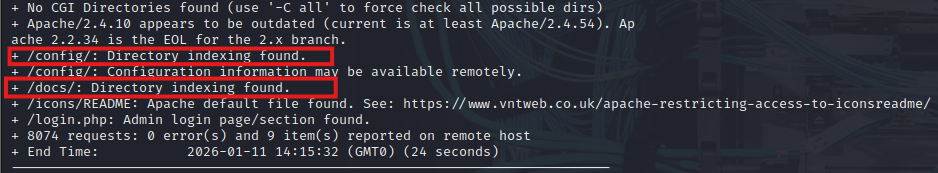 + No CGI Directories found (use '-C all' to force check all possible dirs)
+ Apache/2.4.10 appears to be outdated (current is at least Apache/2.4.54). Ap
ache 2.2.34 is the EOL for the 2.x branch.
+ /config/: Directory indexing found.
+ /config/: Configuration information may be available remotely.
+ /docs/: Directory indexing found.
+ /icons/README: Apache default file found. See: https://www.vntweb.co.uk/apache-restricting-access-to-iconsreadme/
+ /login.php: Admin login page/section found.
+ 8074 requests: 0 error(s) and 9 item(s) reported on remote host
+ End Time:           2026-01-11 14:15:32 (GMT0) (24 seconds)
---------------------------------------------------------------------------